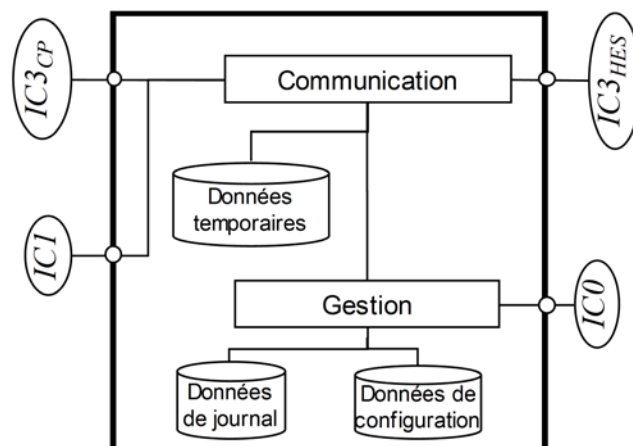 IC3CP
Communication
IC3HES
Données
temporaires
IC1
Gestion
IC0
Données
de journal
Données de
configuration